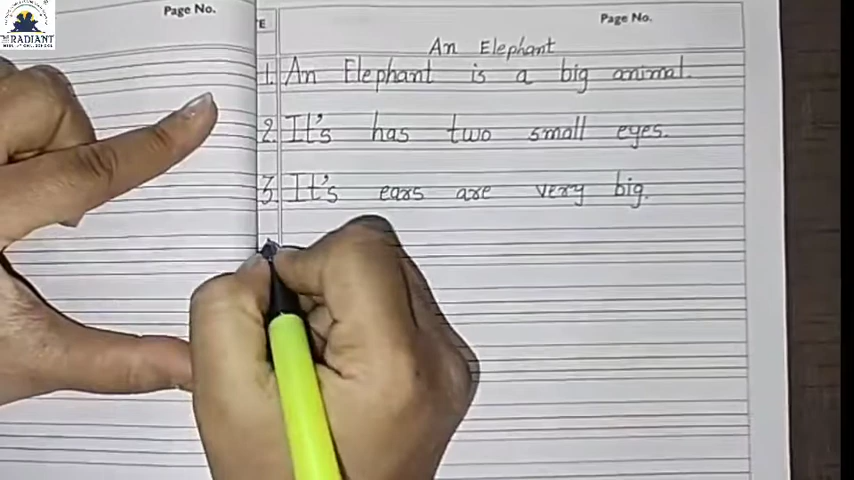 RADIANT
Page No.
E
Page No.
An Elephant
1. An Elephant is a big animal.
2. It's has two small eyes.
3. It's ears are very big.